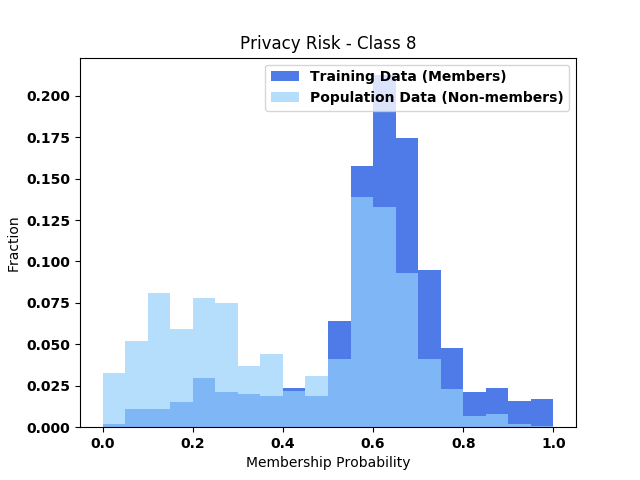 Privacy Risk - Class 8
Training Data (Members)
Population Data (Non-members)
Fraction
0.200
0.175
0.150
0.125
0.100
0.075
0.050
0.025
0.000
0.0 0.2 0.4 0.6 0.8 1.0
Membership Probability